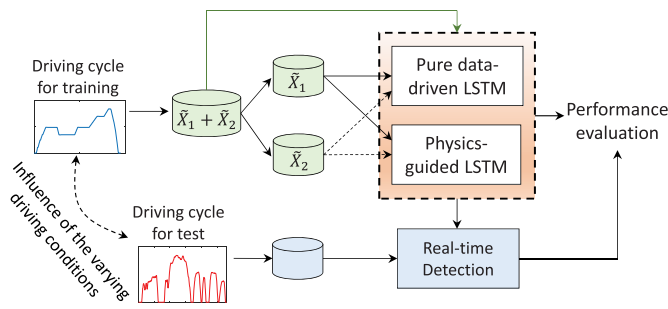 Driving cycle
for training
X̃₁ + X̃₂
X̃₁
X̃₂
Pure data-
driven LSTM
Physics-
guided LSTM
Performance
evaluation
Influence of the varying
driving conditions
Driving cycle
for test
Real-time
Detection